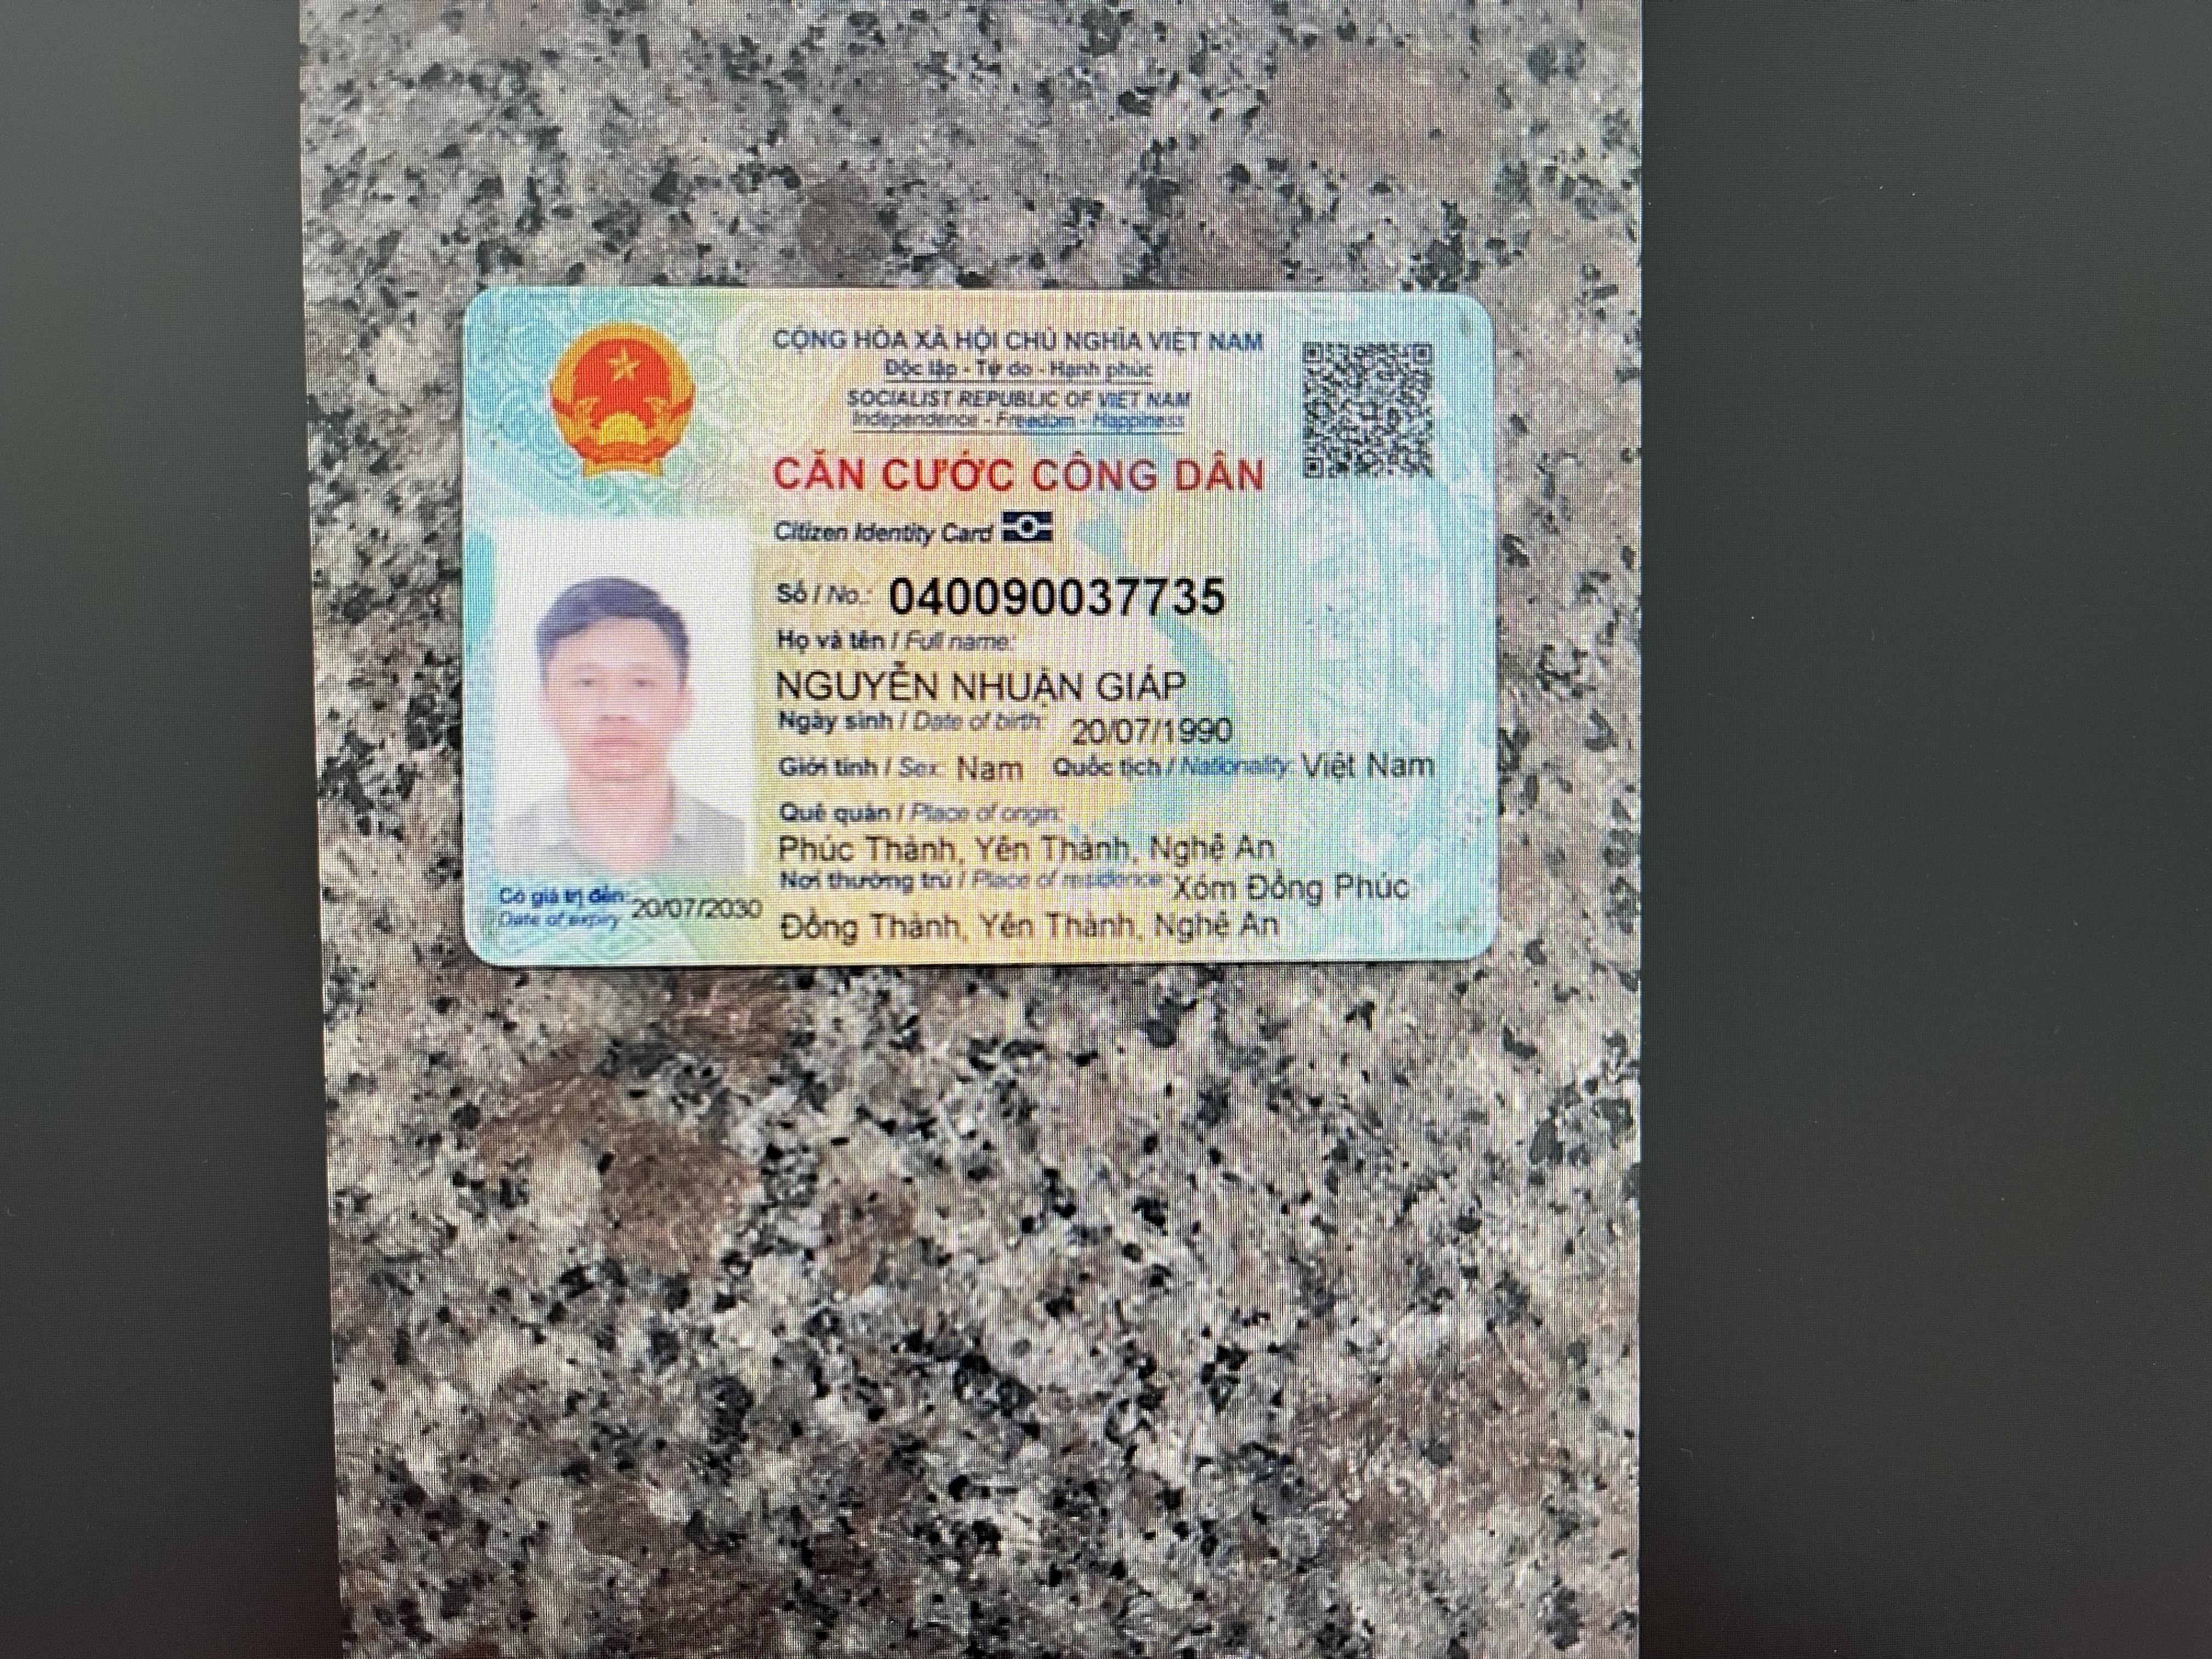 CỘNG HÒA XÃ HỘI CHỦ NGHĨA VIỆT NAM
Độc lập - Tự do - Hạnh phúc
SOCIALIST REPUBLIC OF VIET NAM
Independence - Freedom - Happiness
CĂN CƯỚC CÔNG DÂN
Citizen Identity Card
Số / No.: 040090037735
Họ và tên / Full name:
NGUYỄN NHUẬN GIÁP
Ngày sinh / Date of birth: 20/07/1990
Giới tính / Sex: Nam Quốc tịch / Nationality: Việt Nam
Quê quán / Place of origin:
Phúc Thành, Yên Thành, Nghệ An
Nơi thường trú / Place of residence: Xóm Đồng Phúc
Đồng Thành, Yên Thành, Nghệ An
Có giá trị đến: 20/07/2030
Date of expiry